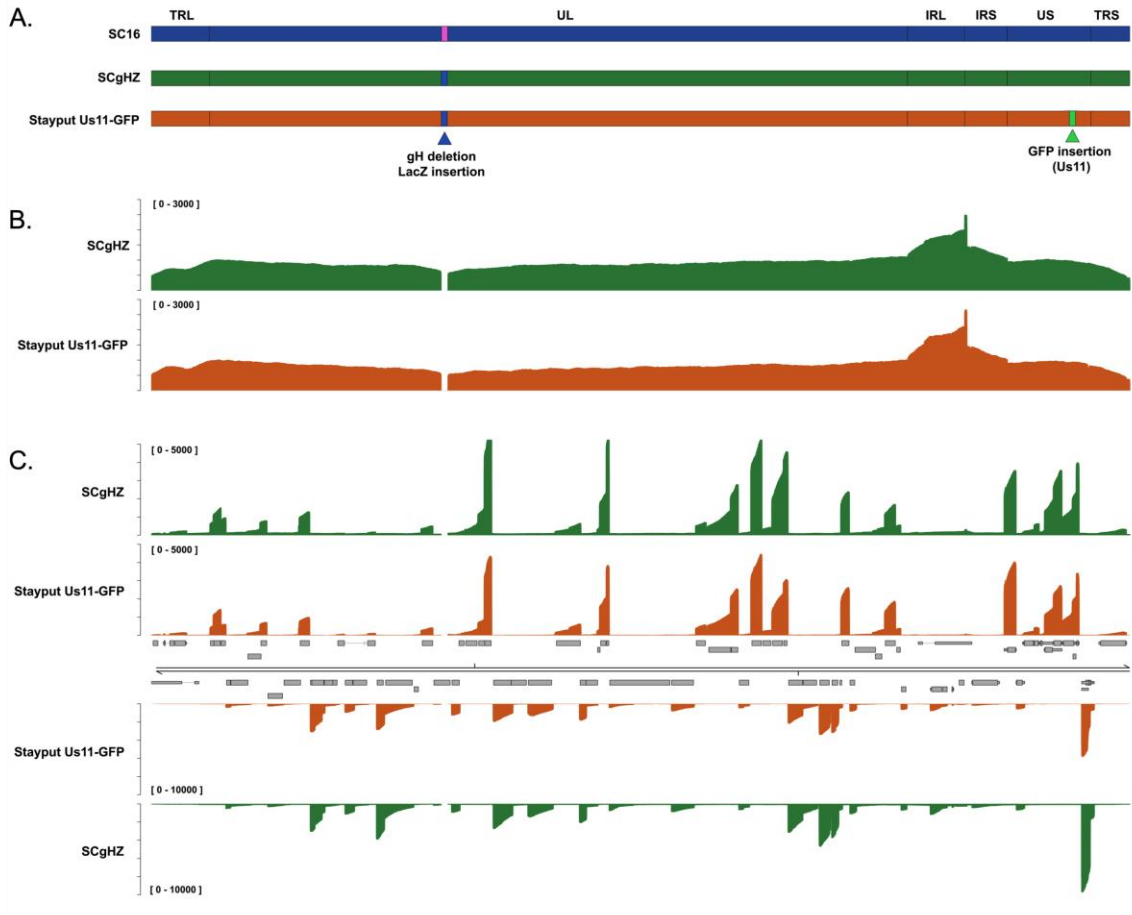 A.
TRL UL IRL IRS US TRS
SC16
SCgHZ
Stayput Us11-GFP
gH deletion
LacZ insertion
GFP insertion
(Us11)
B.
[ 0 - 3000 ]
SCgHZ
[ 0 - 3000 ]
Stayput Us11-GFP
C.
[ 0 - 5000 ]
SCgHZ
[ 0 - 5000 ]
Stayput Us11-GFP
Stayput Us11-GFP
[ 0 - 10000 ]
SCgHZ
[ 0 - 10000 ]